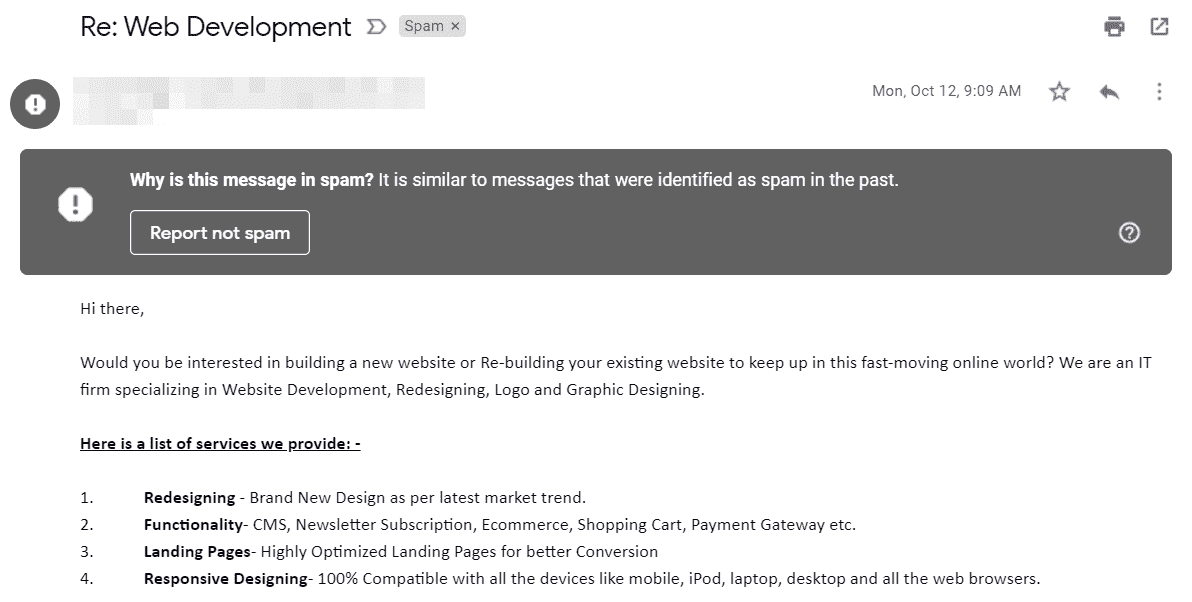 Re: Web Development Spam ×
Mon, Oct 12, 9:09 AM
Why is this message in spam? It is similar to messages that were identified as spam in the past.
Report not spam
Hi there,
Would you be interested in building a new website or Re-building your existing website to keep up in this fast-moving online world? We are an IT
firm specializing in Website Development, Redesigning, Logo and Graphic Designing.
Here is a list of services we provide: -
1. Redesigning - Brand New Design as per latest market trend.
2. Functionality- CMS, Newsletter Subscription, Ecommerce, Shopping Cart, Payment Gateway etc.
3. Landing Pages- Highly Optimized Landing Pages for better Conversion
4. Responsive Designing- 100% Compatible with all the devices like mobile, iPod, laptop, desktop and all the web browsers.